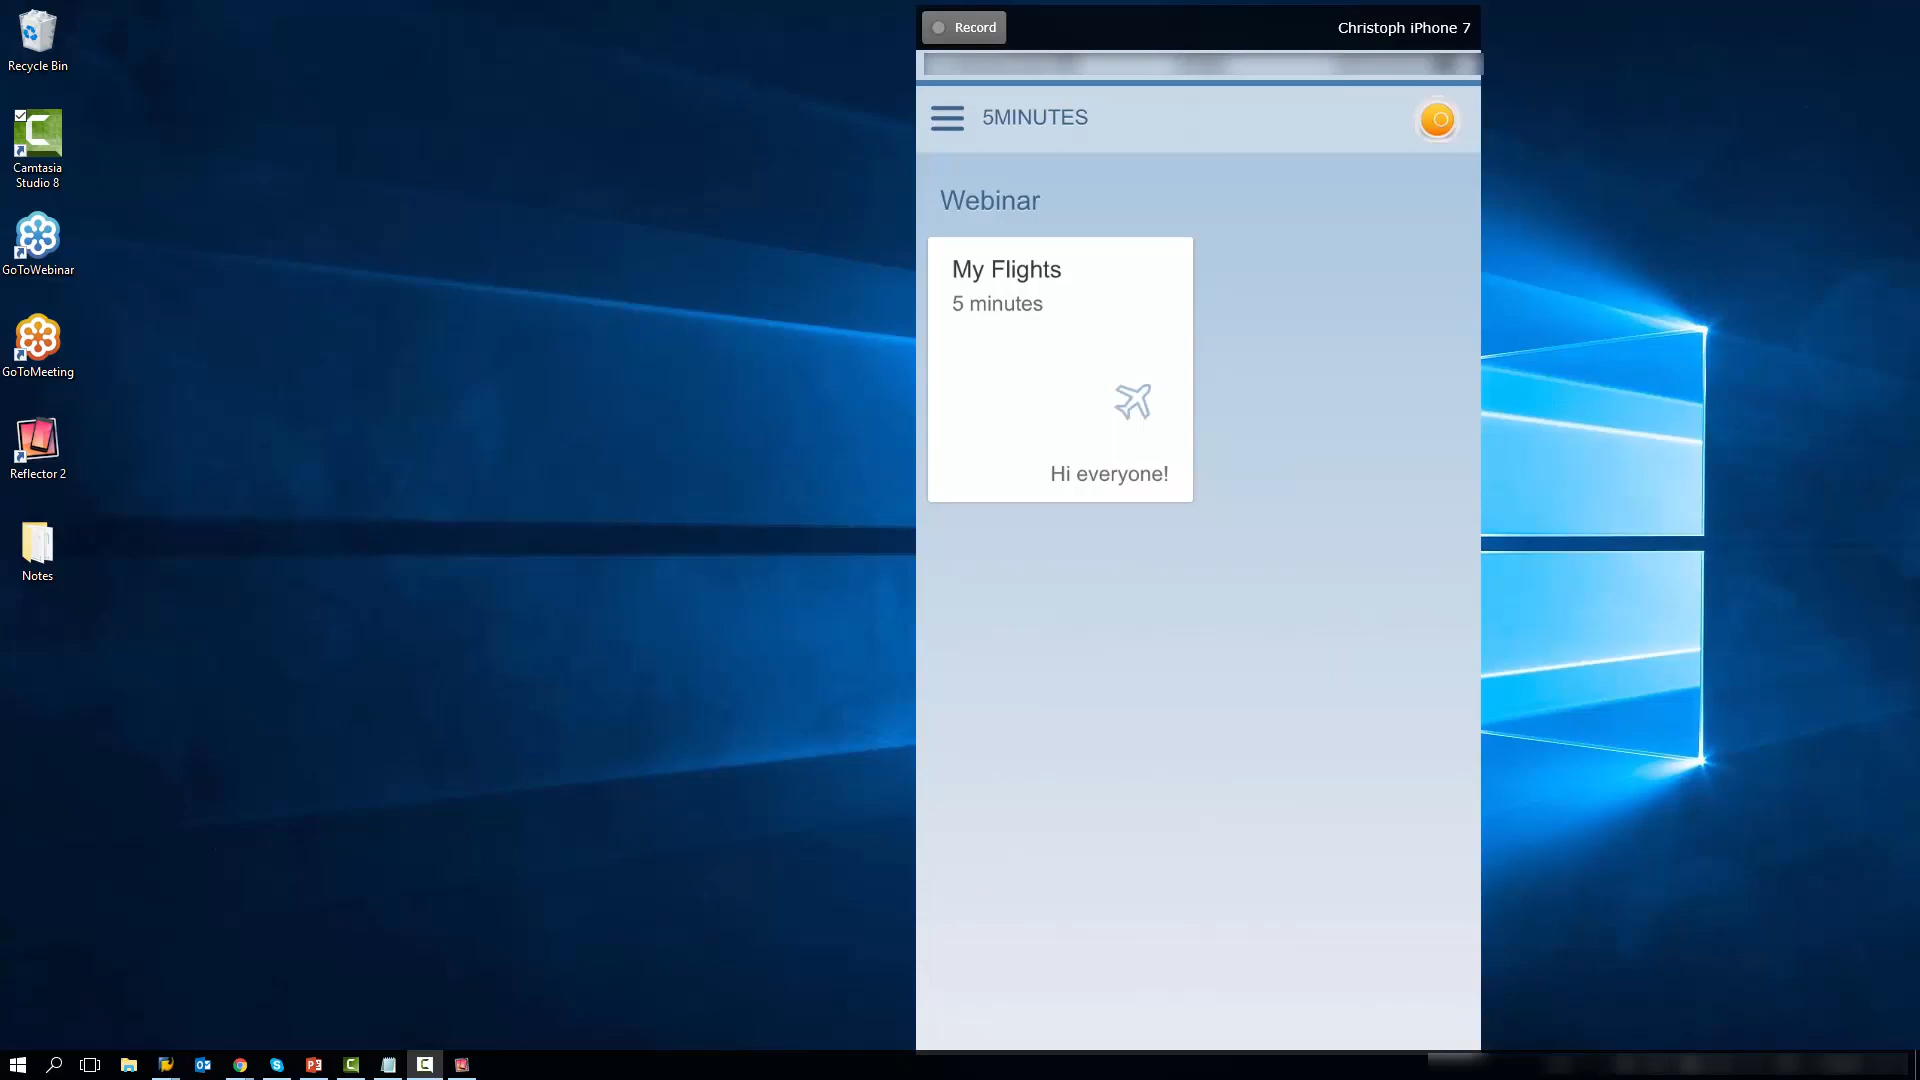 Recycle Bin
Camtasia
Studio 8
GoToWebinar
GoToMeeting
Reflector 2
Notes
Record
Christoph iPhone 7
5MINUTES
Webinar
My Flights
5 minutes
Hi everyone!